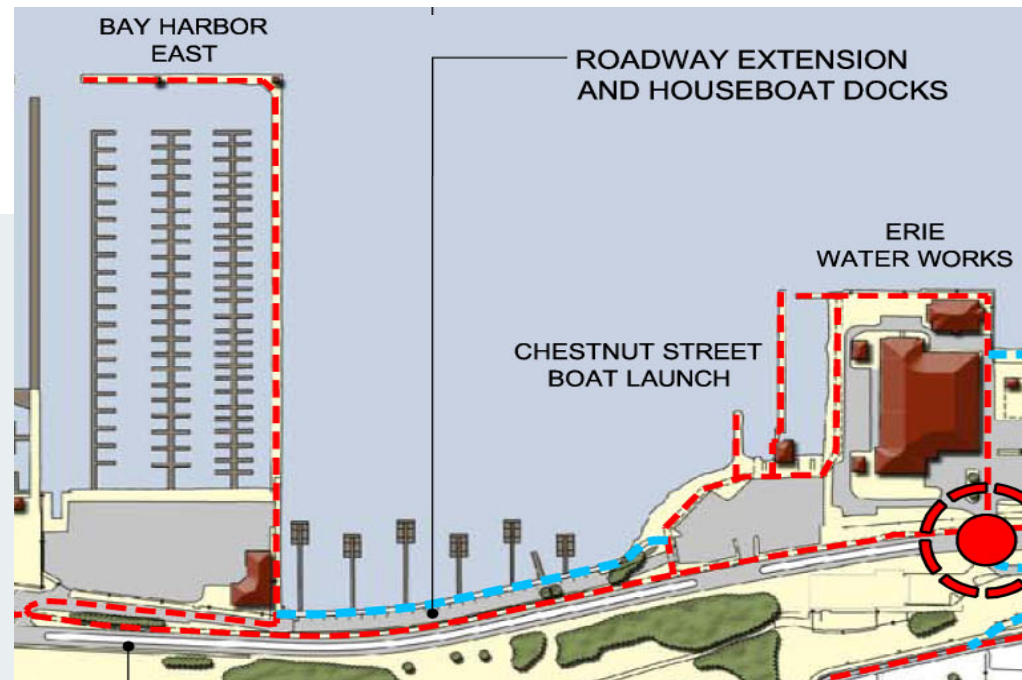 BAY HARBOR
EAST
ROADWAY EXTENSION
AND HOUSEBOAT DOCKS
ERIE
WATER WORKS
CHESTNUT STREET
BOAT LAUNCH